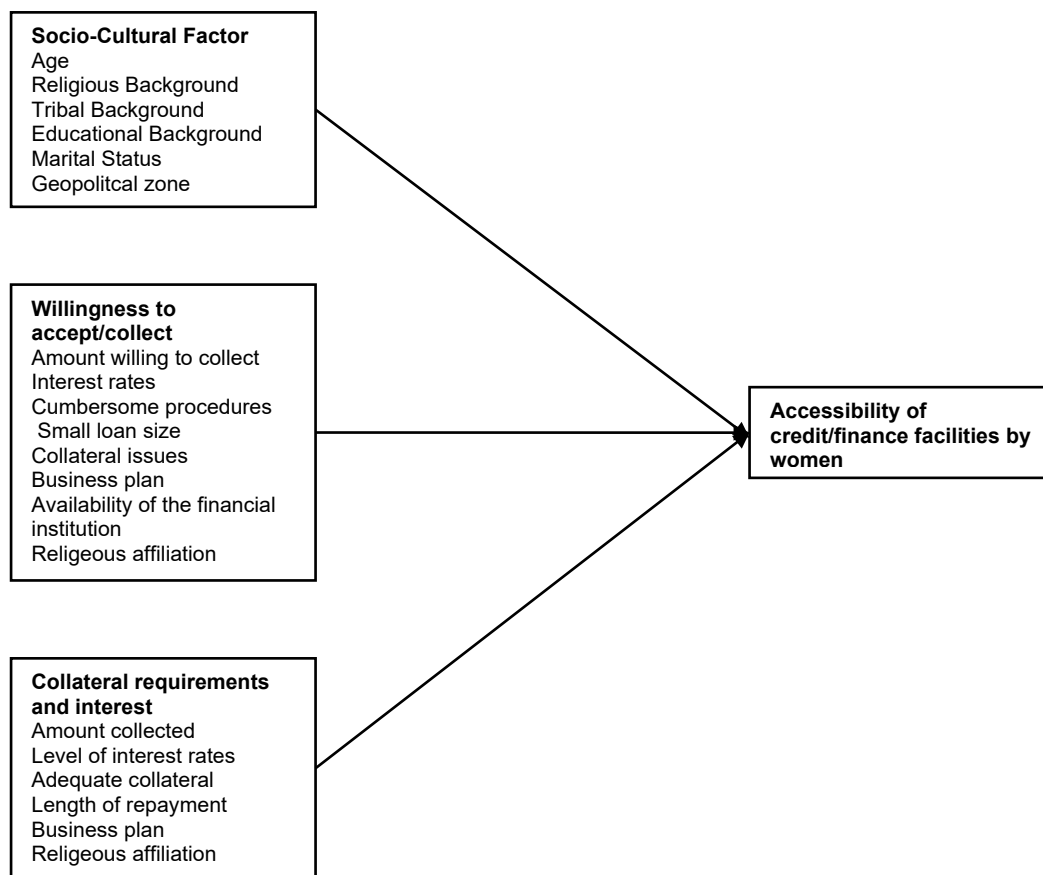 Socio-Cultural Factor
Age
Religious Background
Tribal Background
Educational Background
Marital Status
Geopolitcal zone
Willingness to
accept/collect
Amount willing to collect
Interest rates
Cumbersome procedures
Small loan size
Collateral issues
Business plan
Availability of the financial
institution
Religeous affiliation
Accessibility of
credit/finance facilities by
women
Collateral requirements
and interest
Amount collected
Level of interest rates
Adequate collateral
Length of repayment
Business plan
Religeous affiliation